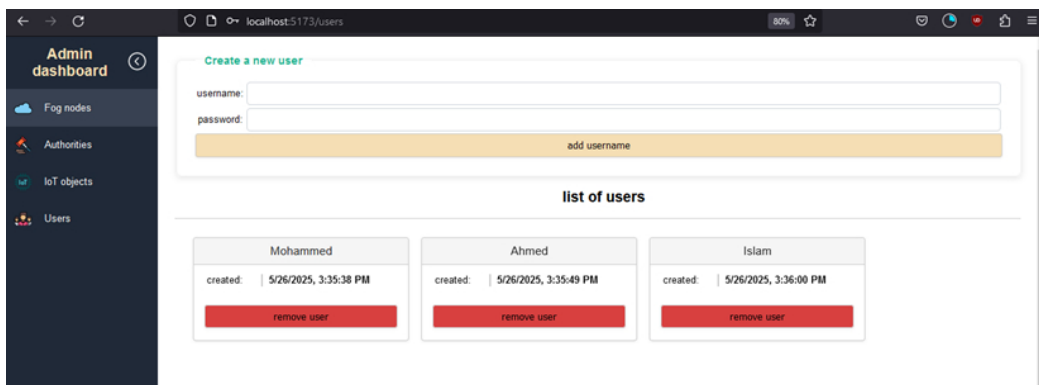 localhost:5173/users
80%
Admin
dashboard
Fog nodes
Authorities
IoT objects
Users
Create a new user
username:
password:
add username
list of users
Mohammed
created: 5/26/2025, 3:35:38 PM
remove user
Ahmed
created: 5/26/2025, 3:35:49 PM
remove user
Islam
created: 5/26/2025, 3:36:00 PM
remove user